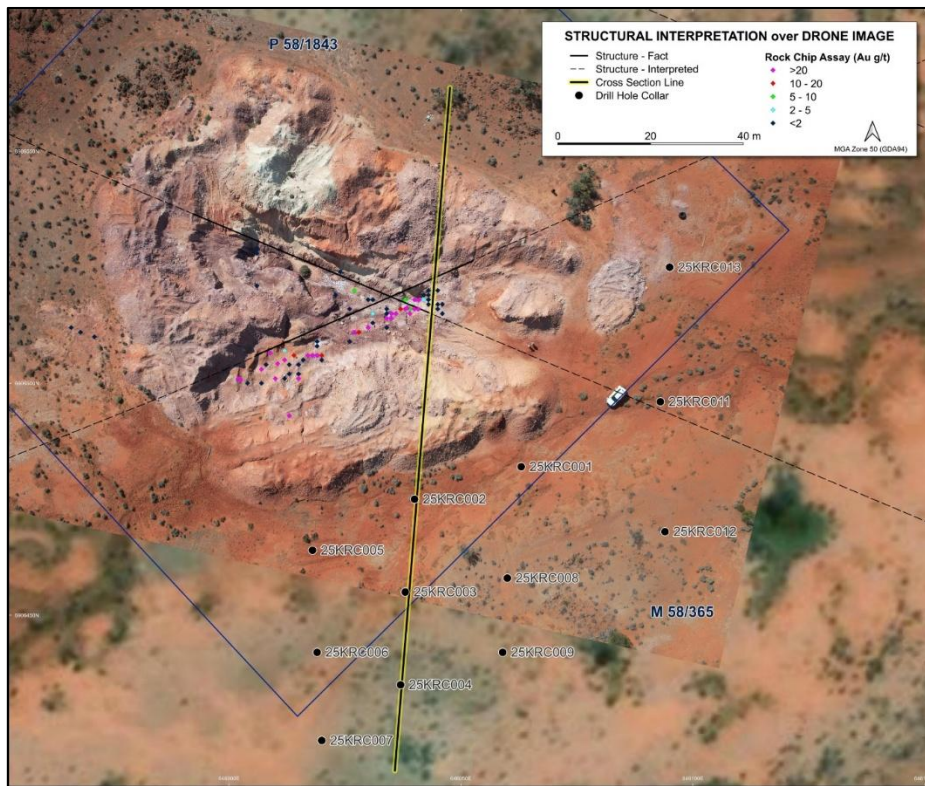 P 58/1843
STRUCTURAL INTERPRETATION over DRONE IMAGE
Structure - Fact
Structure - Interpreted
Cross Section Line
Drill Hole Collar
Rock Chip Assay (Au g/t)
>20
10 - 20
5 - 10
2 - 5
<2
0 20 40 m
MGA Zone 50 (GDA94)
25KRC013
25KRC011
25KRC001
25KRC002
25KRC012
25KRC005
25KRC008
25KRC003
M 58/365
25KRC006
25KRC009
25KRC004
25KRC007